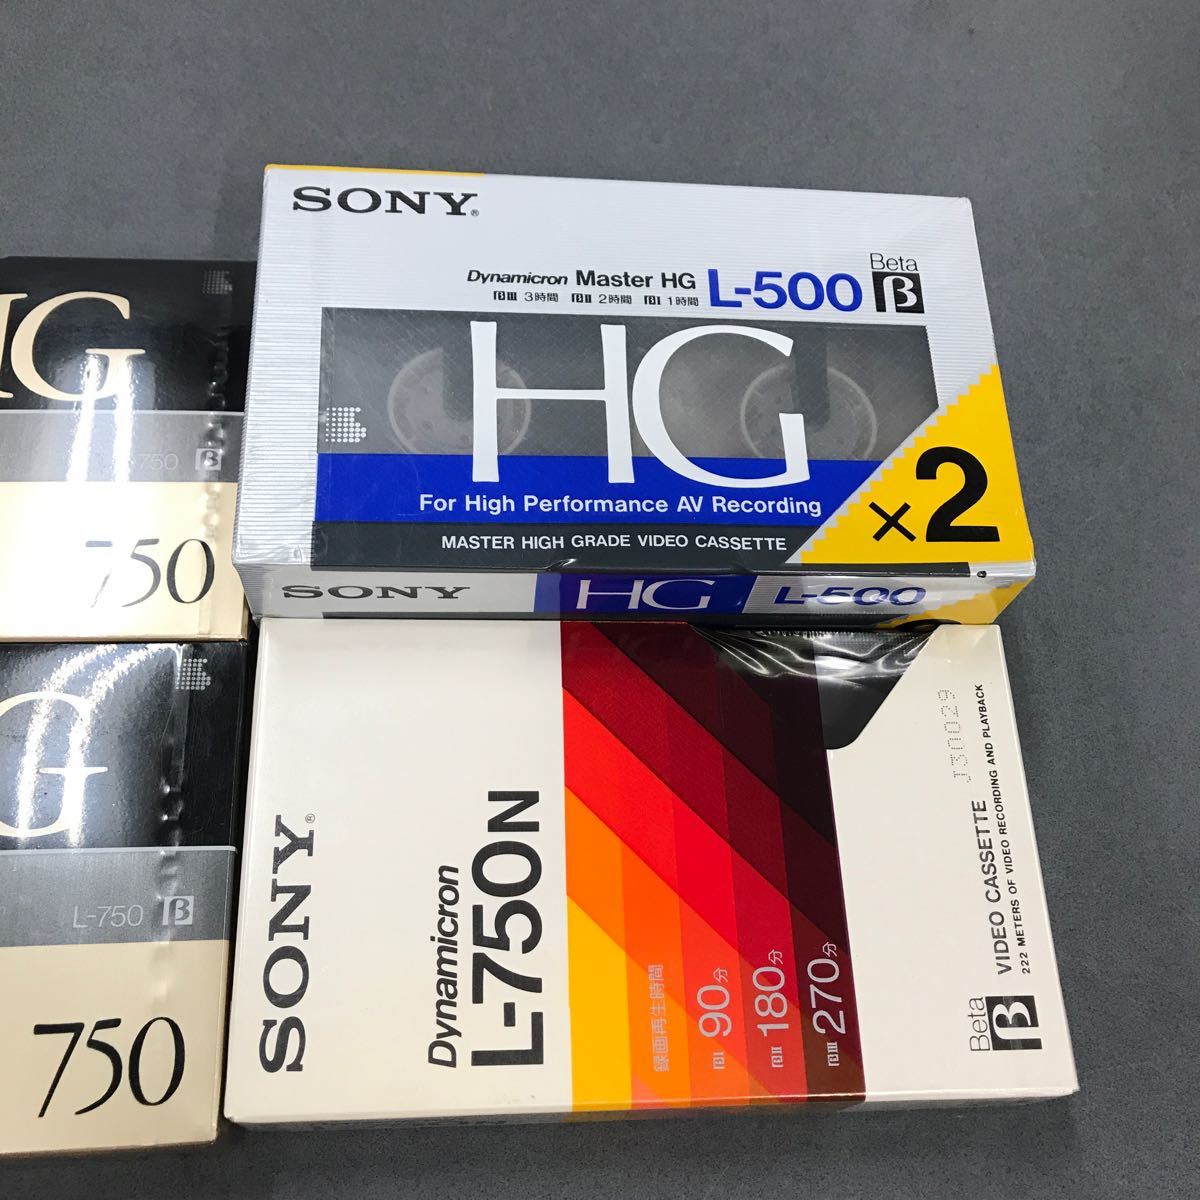 SONY®
Dynamicron Master HG L-500
βIII 3時間 βII 2時間 βI 1時間
Beta
β
HG
For High Performance AV Recording
MASTER HIGH GRADE VIDEO CASSETTE
×2
SONY HG L-500
HG
750 β
750
G
L-750 β
750
SONY®
Dynamicron
L-750N
録画再生時間
βI 90分
βII 180分
βIII 270分
Beta
β
VIDEO CASSETTE
222 METERS OF VIDEO RECORDING AND PLAYBACK
J300029